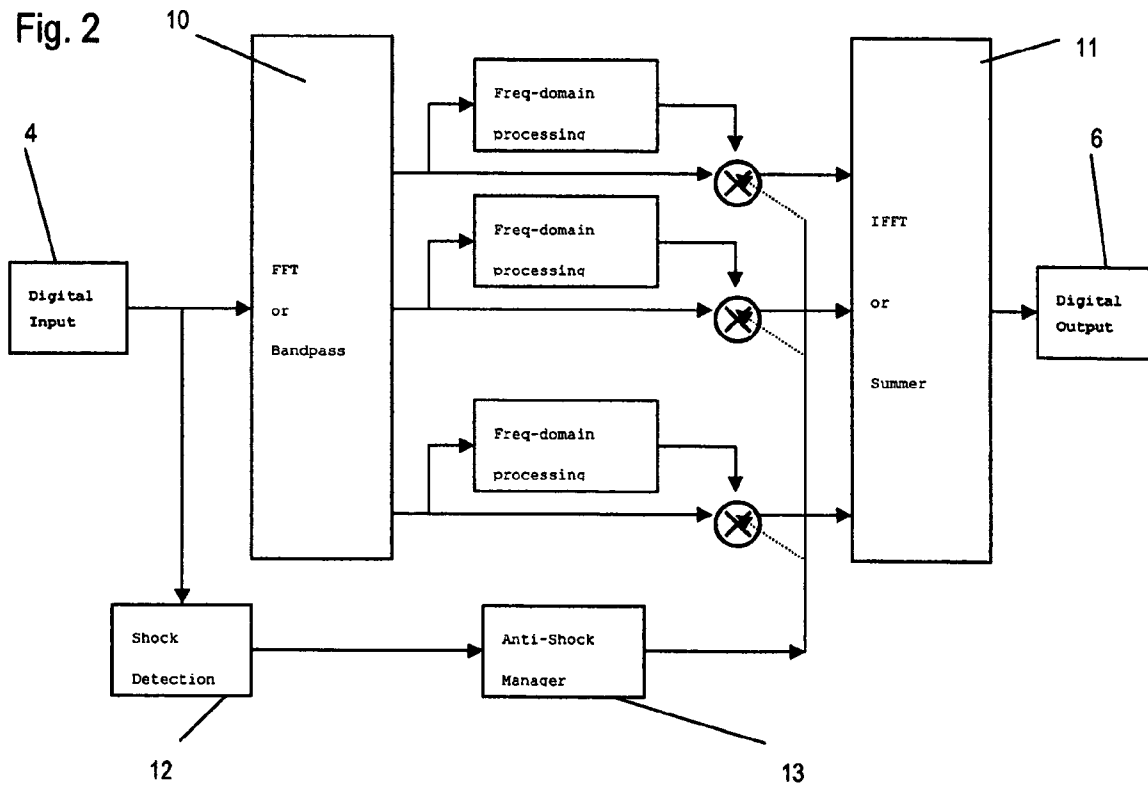 Fig. 2
10
11
4
6
Freq-domain
processing
Freq-domain
processing
Freq-domain
processing
Digital
Input
FFT
or
Bandpass
IFFT
or
Summer
Digital
Output
Shock
Detection
Anti-Shock
Manager
12
13